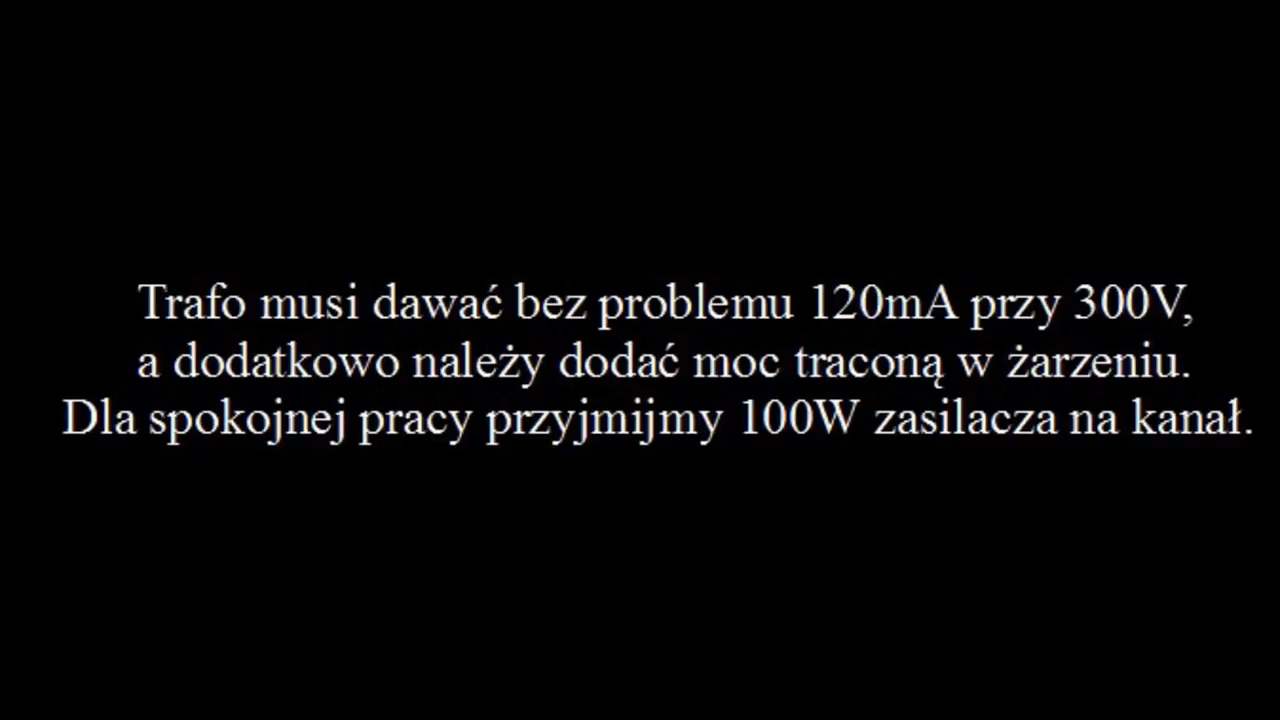 Trafo musi dawać bez problemu 120mA przy 300V,
a dodatkowo należy dodać moc traconą w żarzeniu.
Dla spokojnej pracy przyjmijmy 100W zasilacza na kanał.